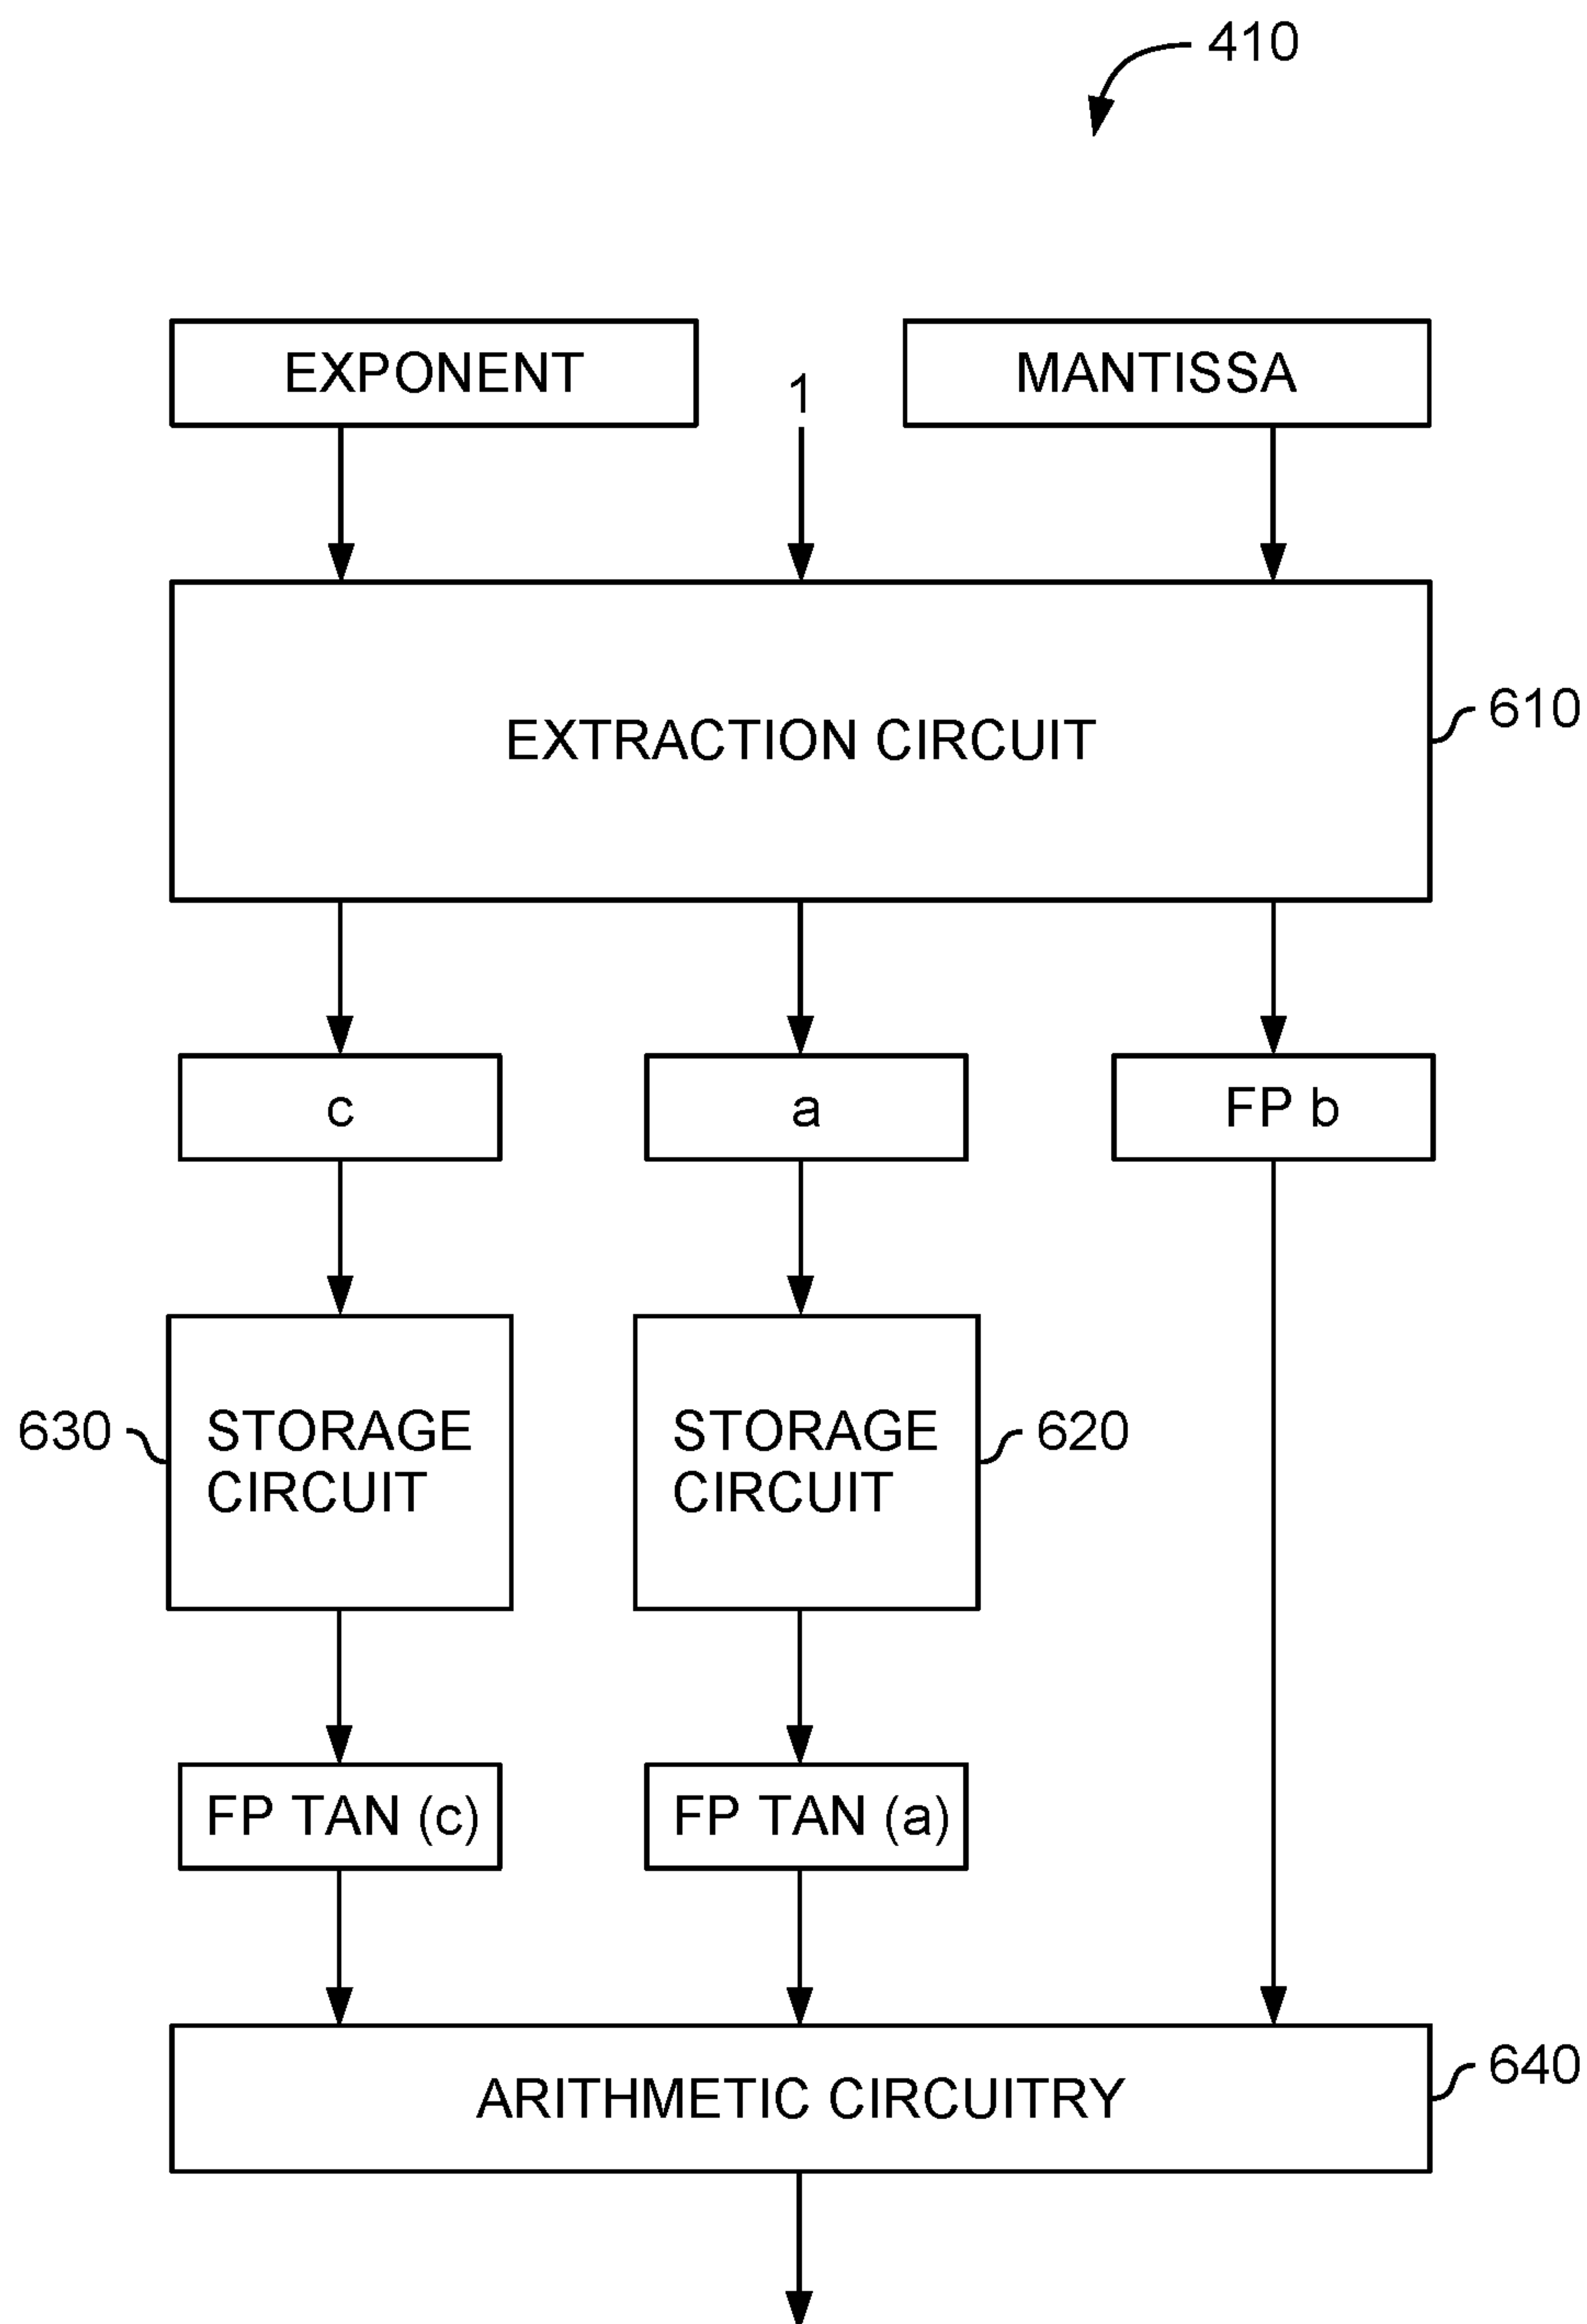 410
EXPONENT
1
MANTISSA
EXTRACTION CIRCUIT
610
c
a
FP b
630
STORAGE
CIRCUIT
STORAGE
CIRCUIT
620
FP TAN (c)
FP TAN (a)
ARITHMETIC CIRCUITRY
640